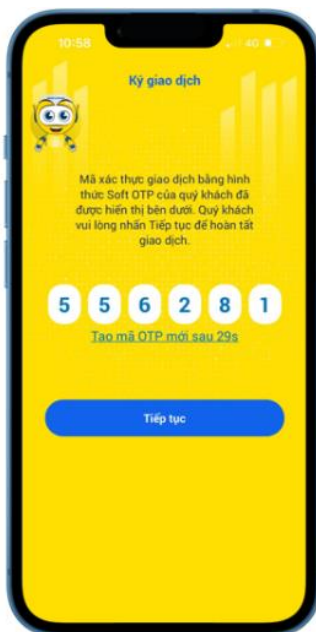 10:58
4G
Ký giao dịch
Mã xác thực giao dịch bằng hình
thức Soft OTP của quý khách đã
được hiển thị bên dưới. Quý khách
vui lòng nhấn Tiếp tục để hoàn tất
giao dịch.
5 5 6 2 8 1
Tạo mã OTP mới sau 29s
Tiếp tục